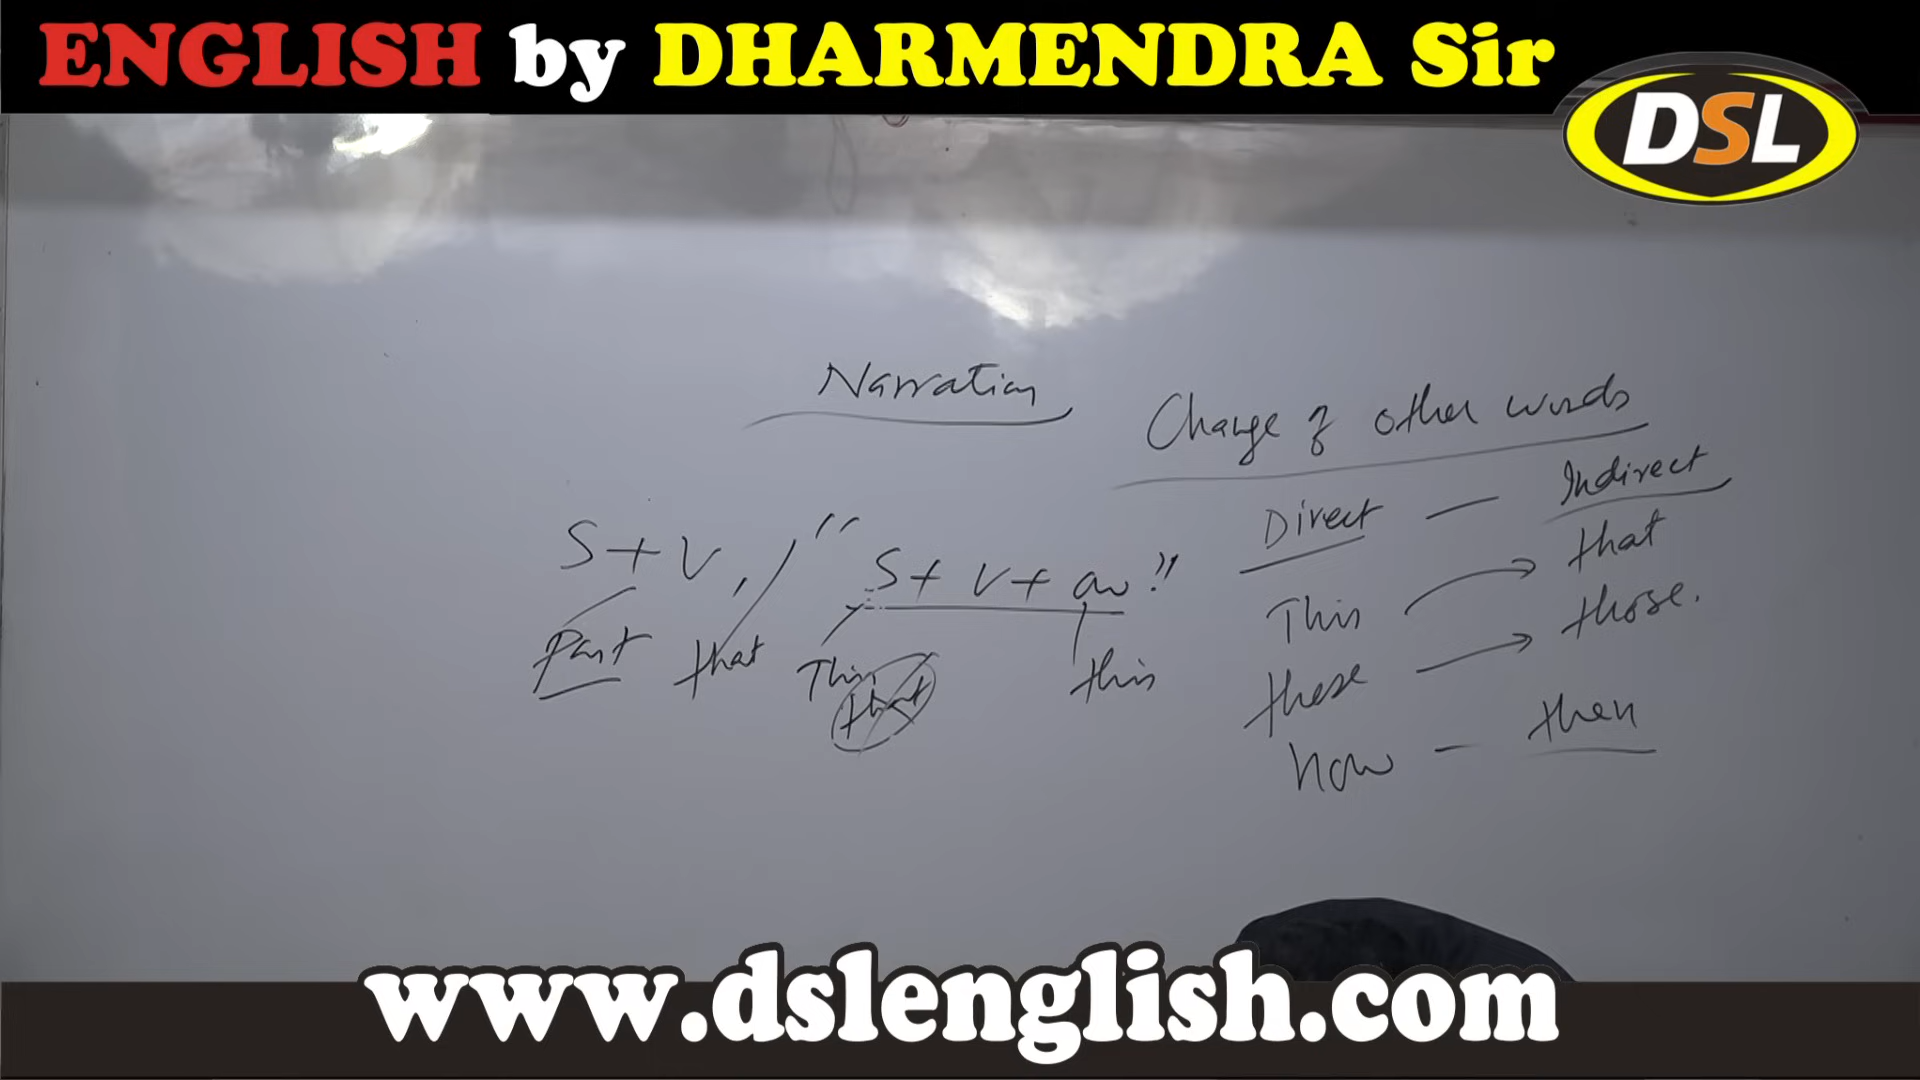 ENGLISH by DHARMENDRA Sir
DSL
Narration
Change of other words
Direct — Indirect
S+V, " S+ V+ aw"
Past that This that this
This → that
these → those.
now — then
www.dslenglish.com